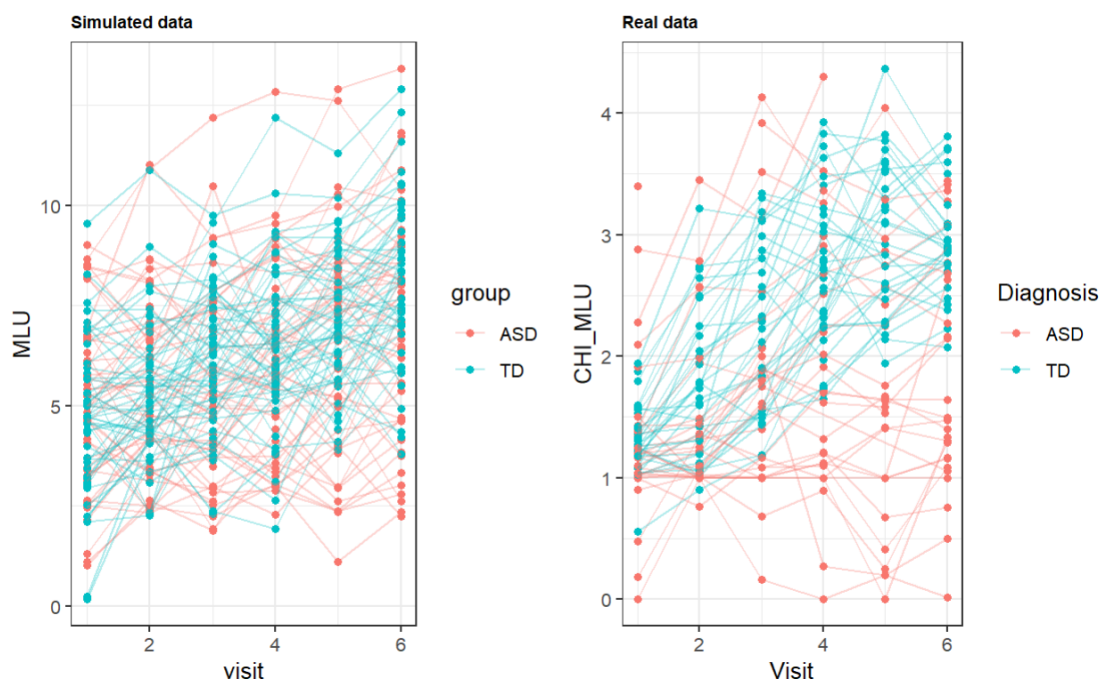 Simulated data
MLU
10
5
0
2
4
6
visit
group
ASD
TD
Real data
CHI_MLU
4
3
2
1
0
2
4
6
Visit
Diagnosis
ASD
TD